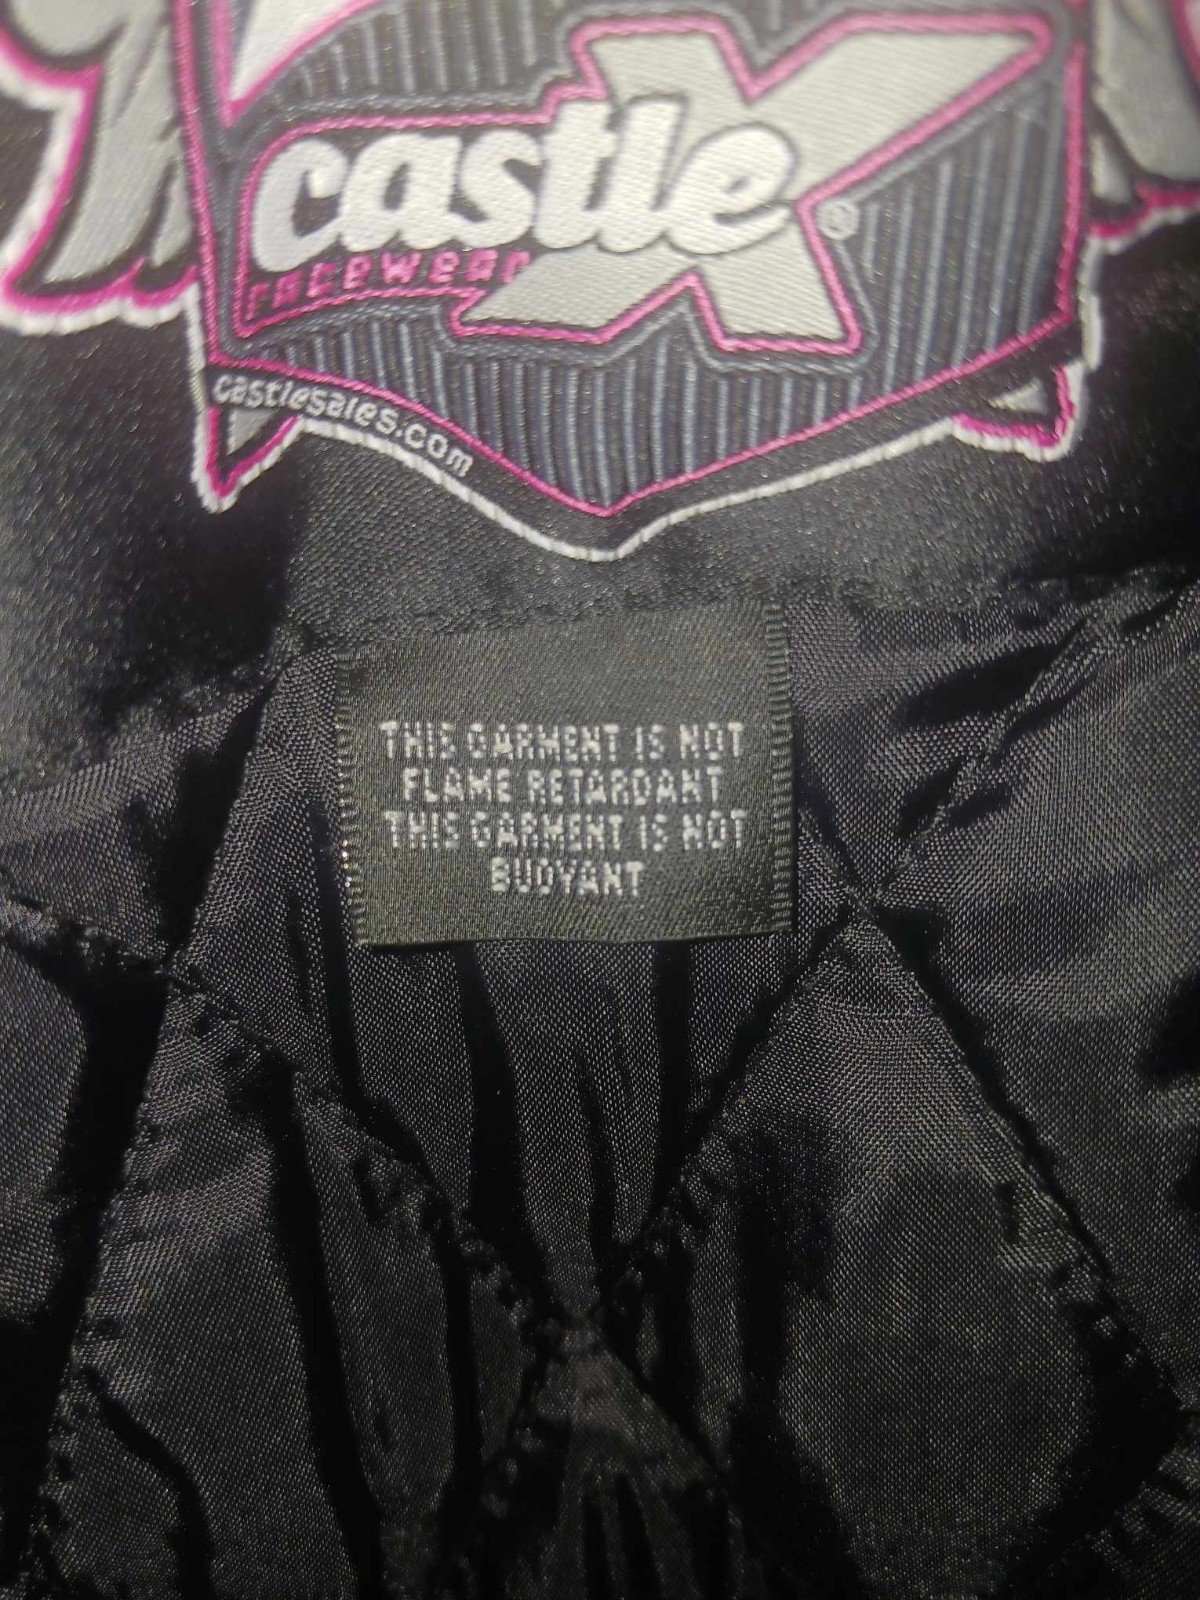 castle X ®
racewear
castlesales.com
THIS GARMENT IS NOT
FLAME RETARDANT
THIS GARMENT IS NOT
BUOYANT